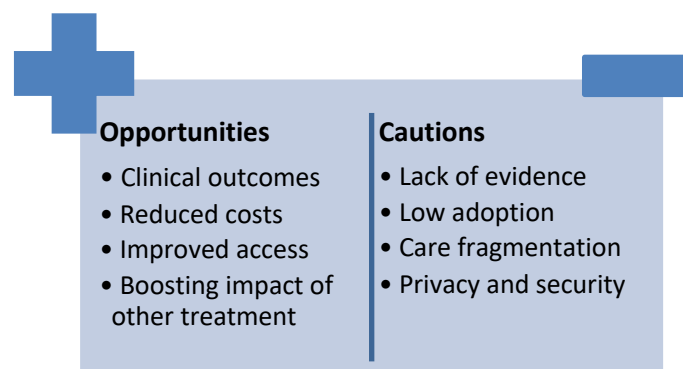 Opportunities
• Clinical outcomes
• Reduced costs
• Improved access
• Boosting impact of
other treatment
Cautions
• Lack of evidence
• Low adoption
• Care fragmentation
• Privacy and security